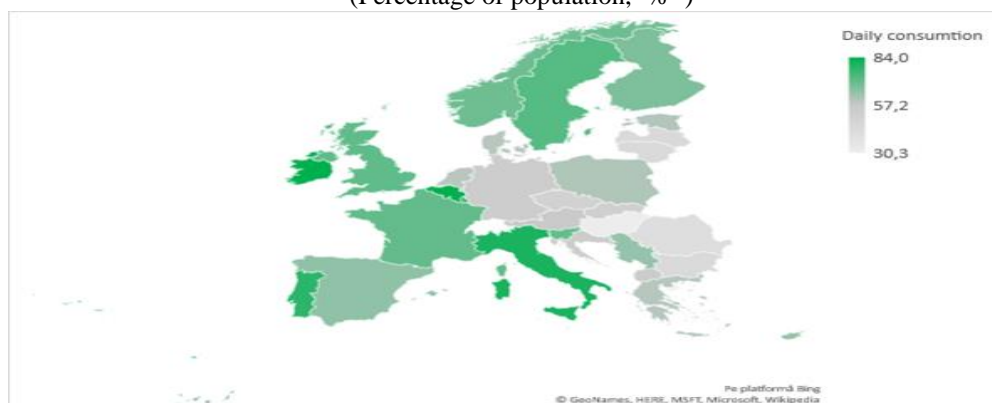 (Percentage of population, "%")
Daily consumtion
84,0
57,2
30,3
Pe platformă Bing
© GeoNames, HERE, MSFT, Microsoft, Wikipedia